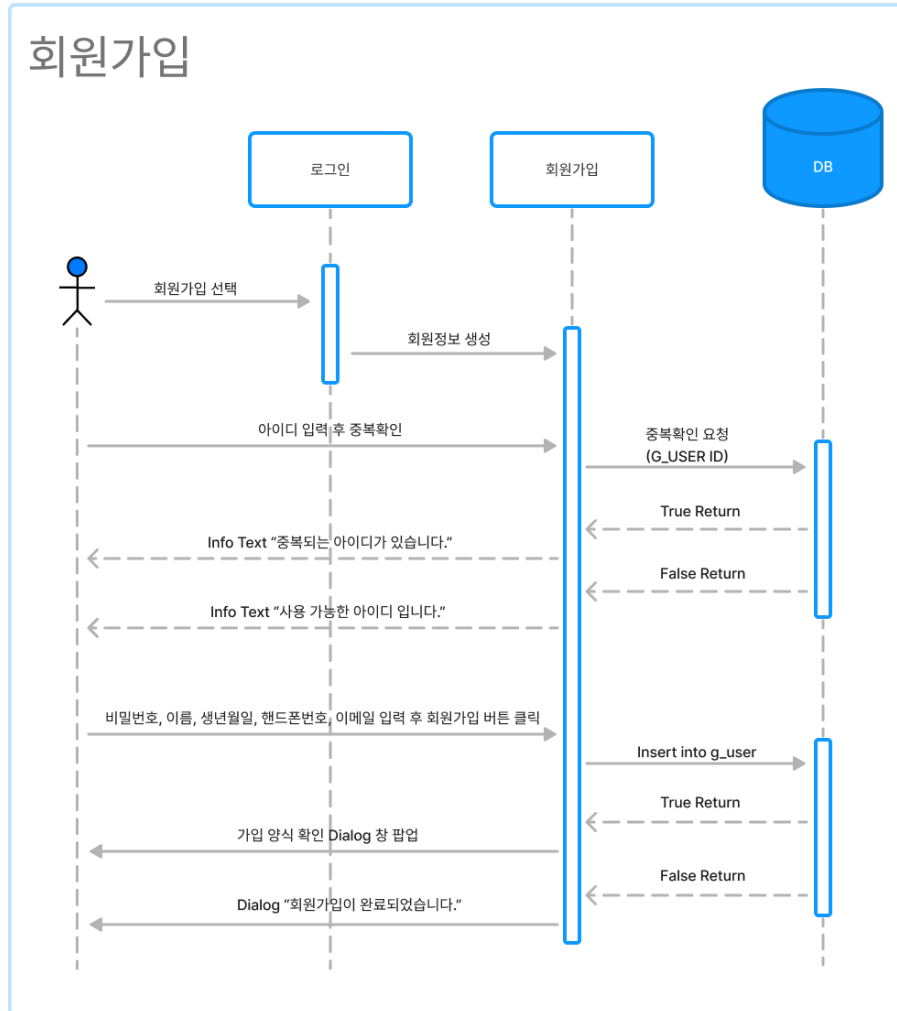 회원가입
로그인
회원가입
DB
회원가입 선택
회원정보 생성
아이디 입력 후 중복확인
중복확인 요청
(G_USER ID)
True Return
Info Text “중복되는 아이디가 있습니다.”
False Return
Info Text “사용 가능한 아이디 입니다.”
비밀번호, 이름, 생년월일, 핸드폰번호, 이메일 입력 후 회원가입 버튼 클릭
Insert into g_user
True Return
가입 양식 확인 Dialog 창 팝업
False Return
Dialog “회원가입이 완료되었습니다.”